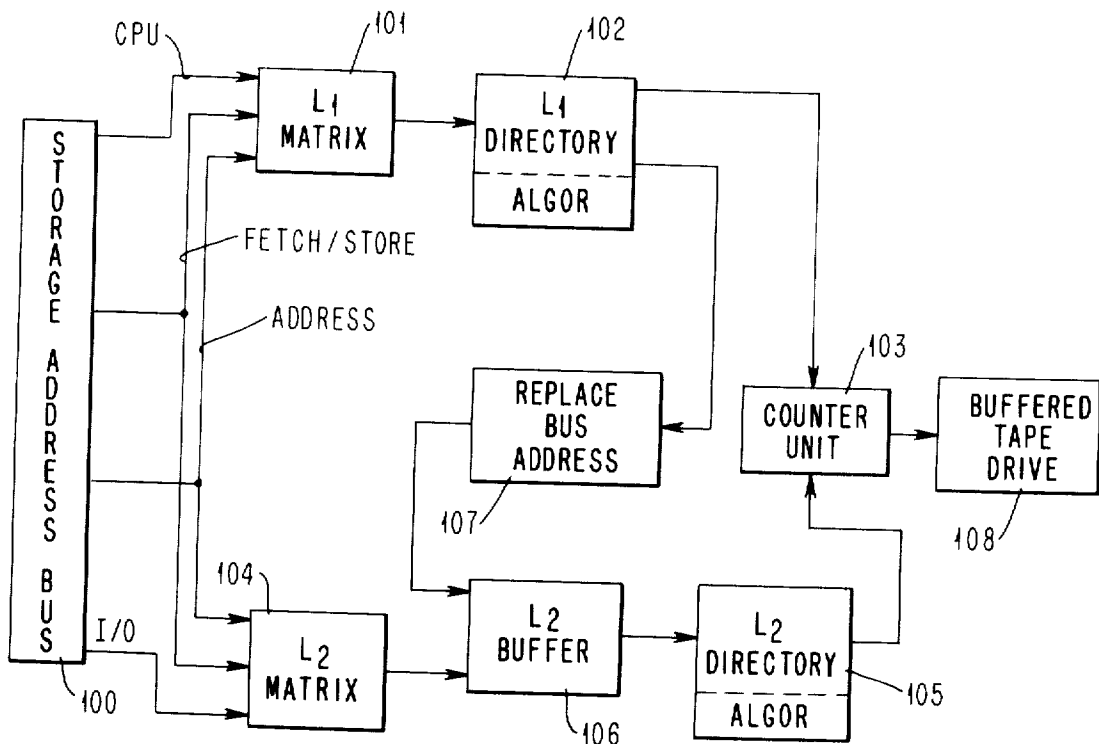 CPU
101
102
L1
MATRIX
L1
DIRECTORY
ALGOR
STORAGE ADDRESS BUS
FETCH/STORE
ADDRESS
103
REPLACE
BUS
ADDRESS
COUNTER
UNIT
BUFFERED
TAPE
DRIVE
107
108
104
I/O
L2
MATRIX
L2
BUFFER
L2
DIRECTORY
ALGOR
105
100
106